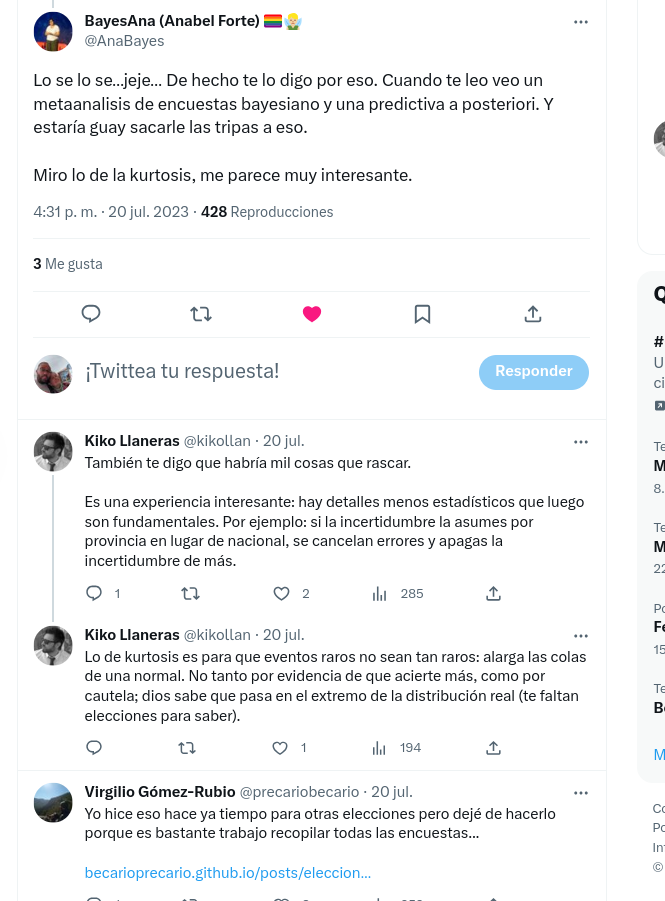 BayesAna (Anabel Forte) 🏳️‍🌈👼
@AnaBayes
Lo se lo se...jeje... De hecho te lo digo por eso. Cuando te leo veo un
metaanalisis de encuestas bayesiano y una predictiva a posteriori. Y
estaría guay sacarle las tripas a eso.
Miro lo de la kurtosis, me parece muy interesante.
4:31 p. m. · 20 jul. 2023 · 428 Reproducciones
3 Me gusta
¡Twittea tu respuesta!
Responder
Kiko Llaneras @kikollan · 20 jul.
También te digo que habría mil cosas que rascar.
Es una experiencia interesante: hay detalles menos estadísticos que luego
son fundamentales. Por ejemplo: si la incertidumbre la asumes por
provincia en lugar de nacional, se cancelan errores y apagas la
incertidumbre de más.
1 2 285
Kiko Llaneras @kikollan · 20 jul.
Lo de kurtosis es para que eventos raros no sean tan raros: alarga las colas
de una normal. No tanto por evidencia de que acierte más, como por
cautela; dios sabe que pasa en el extremo de la distribución real (te faltan
elecciones para saber).
1 194
Virgilio Gómez-Rubio @precariobecario · 20 jul.
Yo hice eso hace ya tiempo para otras elecciones pero dejé de hacerlo
porque es bastante trabajo recopilar todas las encuestas...
becarioprecario.github.io/posts/eleccion...
#
U
ci
Te
M
8.
Te
M
22
Po
Fe
15
Te
B
M
Co
Po
In
©